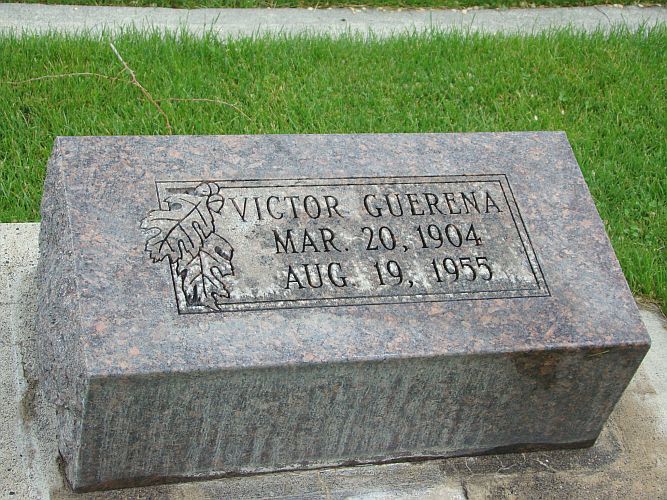 VICTOR GUERENA
MAR. 20, 1904
AUG. 19, 1955